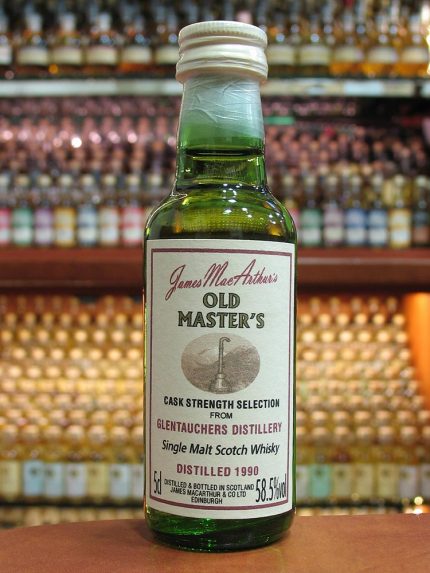 James MacArthur's
OLD
MASTER'S
CASK STRENGTH SELECTION
FROM
GLENTAUCHERS DISTILLERY
Single Malt Scotch Whisky
DISTILLED 1990
5cl DISTILLED & BOTTLED IN SCOTLAND 58.5%vol
JAMES MACARTHUR & CO LTD
EDINBURGH